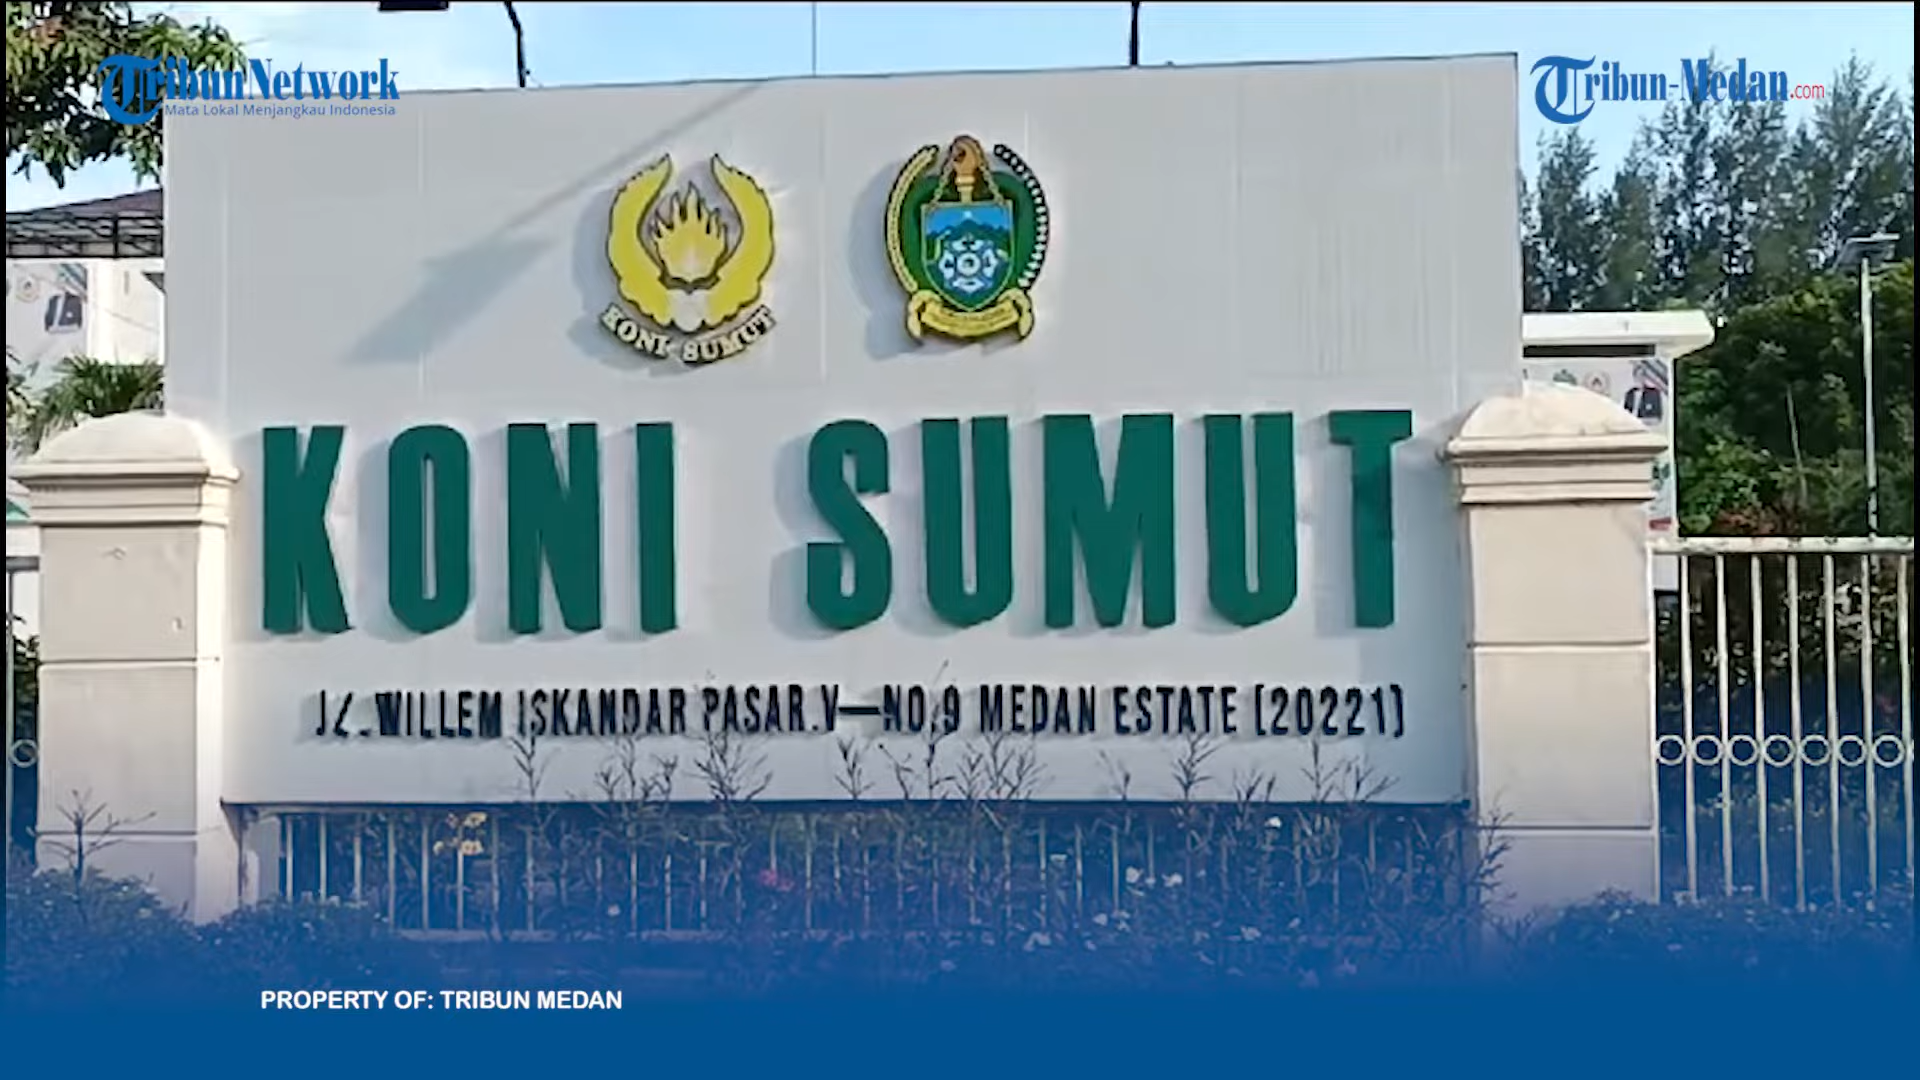 TribunNetwork
Mata Lokal Menjangkau Indonesia
Tribun-Medan.com
KONI SUMUT
KONI SUMUT
JL.WILLEM ISKANDAR PASAR.V—NO.9 MEDAN ESTATE (20221)
PROPERTY OF: TRIBUN MEDAN